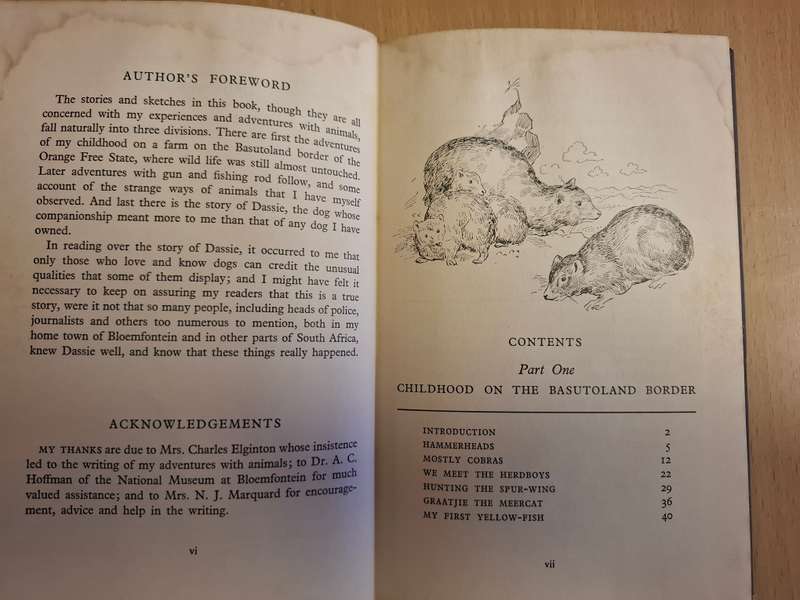 AUTHOR'S FOREWORD
The stories and sketches in this book, though they are all
concerned with my experiences and adventures with animals,
fall naturally into three divisions. There are first the adventures
of my childhood on a farm on the Basutoland border of the
Orange Free State, where wild life was still almost untouched.
Later adventures with gun and fishing rod follow, and some
account of the strange ways of animals that I have myself
observed. And last there is the story of Dassie, the dog whose
companionship meant more to me than that of any dog I have
owned.
In reading over the story of Dassie, it occurred to me that
only those who love and know dogs can credit the unusual
qualities that some of them display; and I might have felt it
necessary to keep on assuring my readers that this is a true
story, were it not that so many people, including heads of police,
journalists and others too numerous to mention, both in my
home town of Bloemfontein and in other parts of South Africa,
knew Dassie well, and know that these things really happened.
ACKNOWLEDGEMENTS
MY THANKS are due to Mrs. Charles Elginton whose insistence
led to the writing of my adventures with animals; to Dr. A. C.
Hoffman of the National Museum at Bloemfontein for much
valued assistance; and to Mrs. N. J. Marquard for encourage-
ment, advice and help in the writing.
vi
CONTENTS
Part One
CHILDHOOD ON THE BASUTOLAND BORDER
INTRODUCTION 2
HAMMERHEADS 5
MOSTLY COBRAS 12
WE MEET THE HERDBOYS 22
HUNTING THE SPUR-WING 29
GRAATJIE THE MEERCAT 36
MY FIRST YELLOW-FISH 40
vii